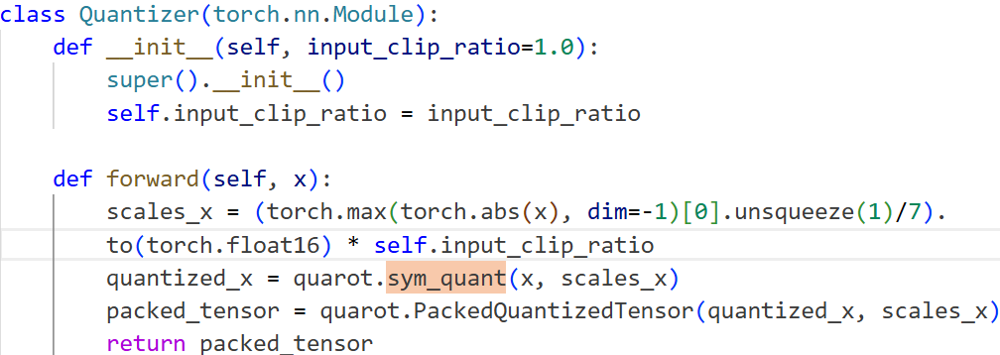 class Quantizer(torch.nn.Module):
    def __init__(self, input_clip_ratio=1.0):
        super().__init__()
        self.input_clip_ratio = input_clip_ratio

    def forward(self, x):
        scales_x = (torch.max(torch.abs(x), dim=-1)[0].unsqueeze(1)/7).
        to(torch.float16) * self.input_clip_ratio
        quantized_x = quarot.sym_quant(x, scales_x)
        packed_tensor = quarot.PackedQuantizedTensor(quantized_x, scales_x)
        return packed_tensor